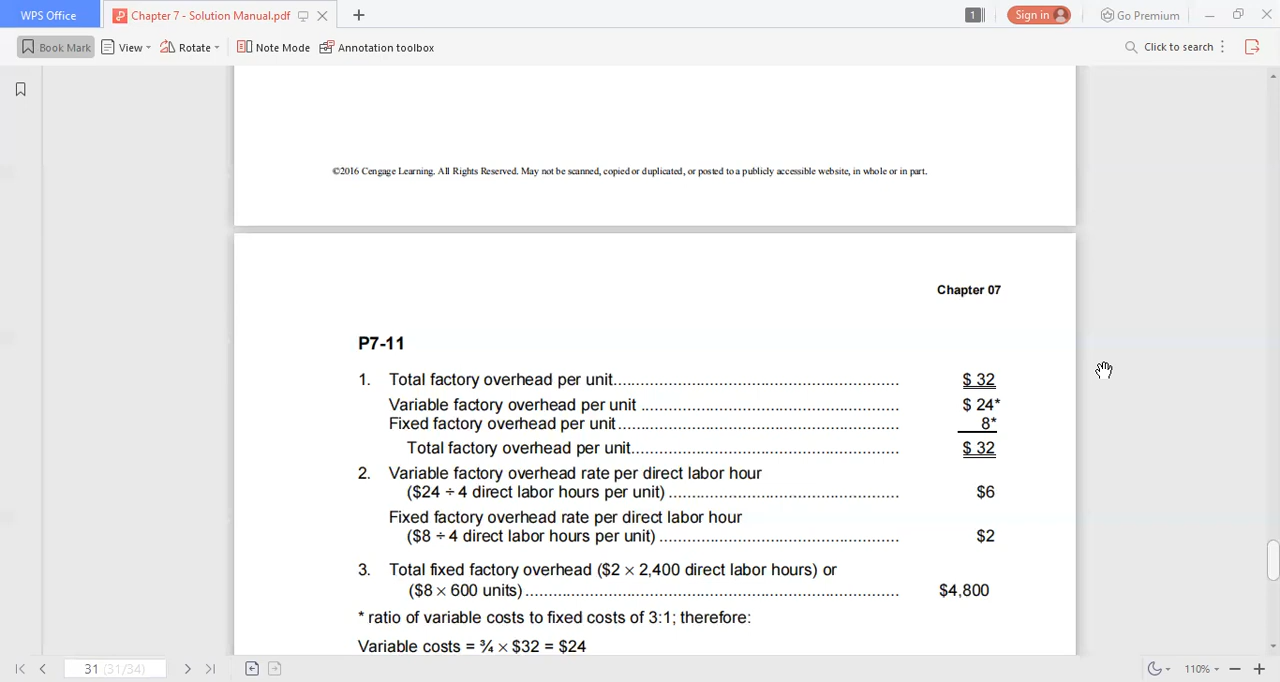 WPS Office
Chapter 7 - Solution Manual.pdf
1
Sign in
Go Premium
Book Mark
View
Rotate
Note Mode
Annotation toolbox
Click to search
©2016 Cengage Learning. All Rights Reserved. May not be scanned, copied or duplicated, or posted to a publicly accessible website, in whole or in part.
Chapter 07
P7-11
1. Total factory overhead per unit................................................................ $ 32
Variable factory overhead per unit .......................................................... $ 24*
Fixed factory overhead per unit............................................................... 8*
Total factory overhead per unit............................................................ $ 32
2. Variable factory overhead rate per direct labor hour
($24 ÷ 4 direct labor hours per unit) .................................................... $6
Fixed factory overhead rate per direct labor hour
($8 ÷ 4 direct labor hours per unit) ...................................................... $2
3. Total fixed factory overhead ($2 × 2,400 direct labor hours) or
($8 × 600 units).................................................................................... $4,800
* ratio of variable costs to fixed costs of 3:1; therefore:
Variable costs = ¾ × $32 = $24
31 (31/34)
110%